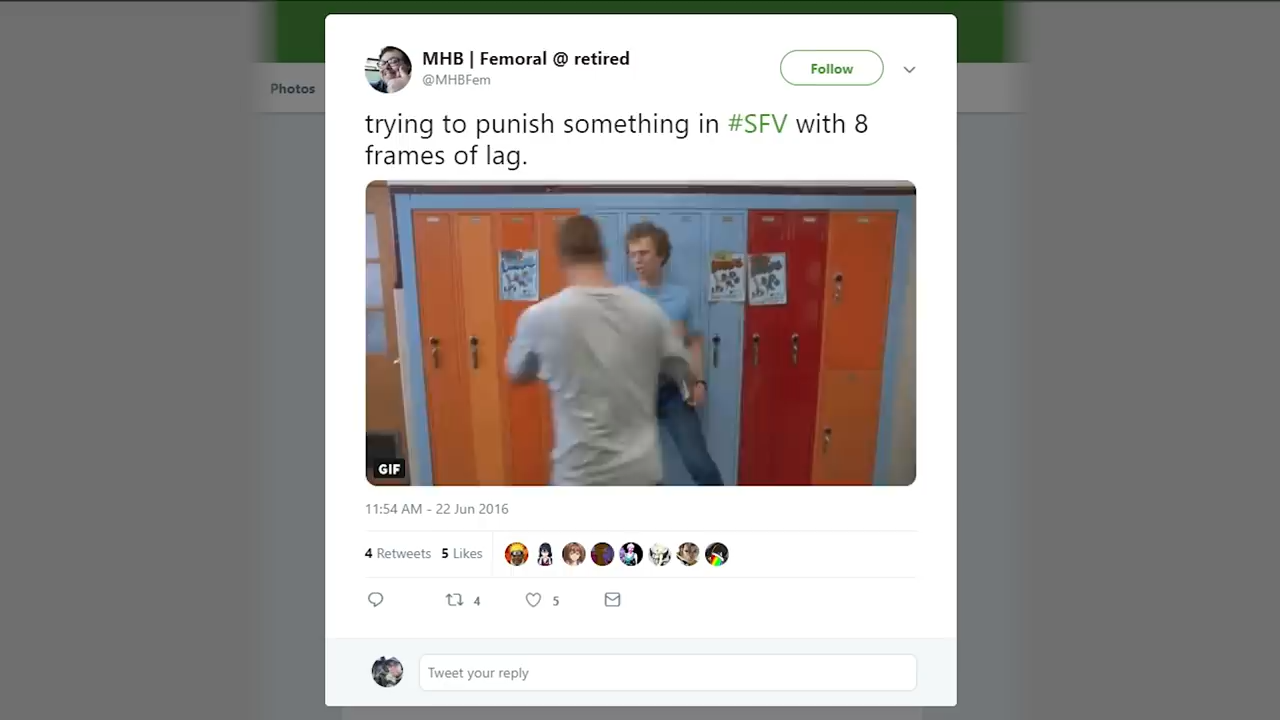 Photos
MHB | Femoral @ retired
@MHBFem
Follow
trying to punish something in #SFV with 8
frames of lag.
GIF
11:54 AM - 22 Jun 2016
4 Retweets 5 Likes
4 5
Tweet your reply